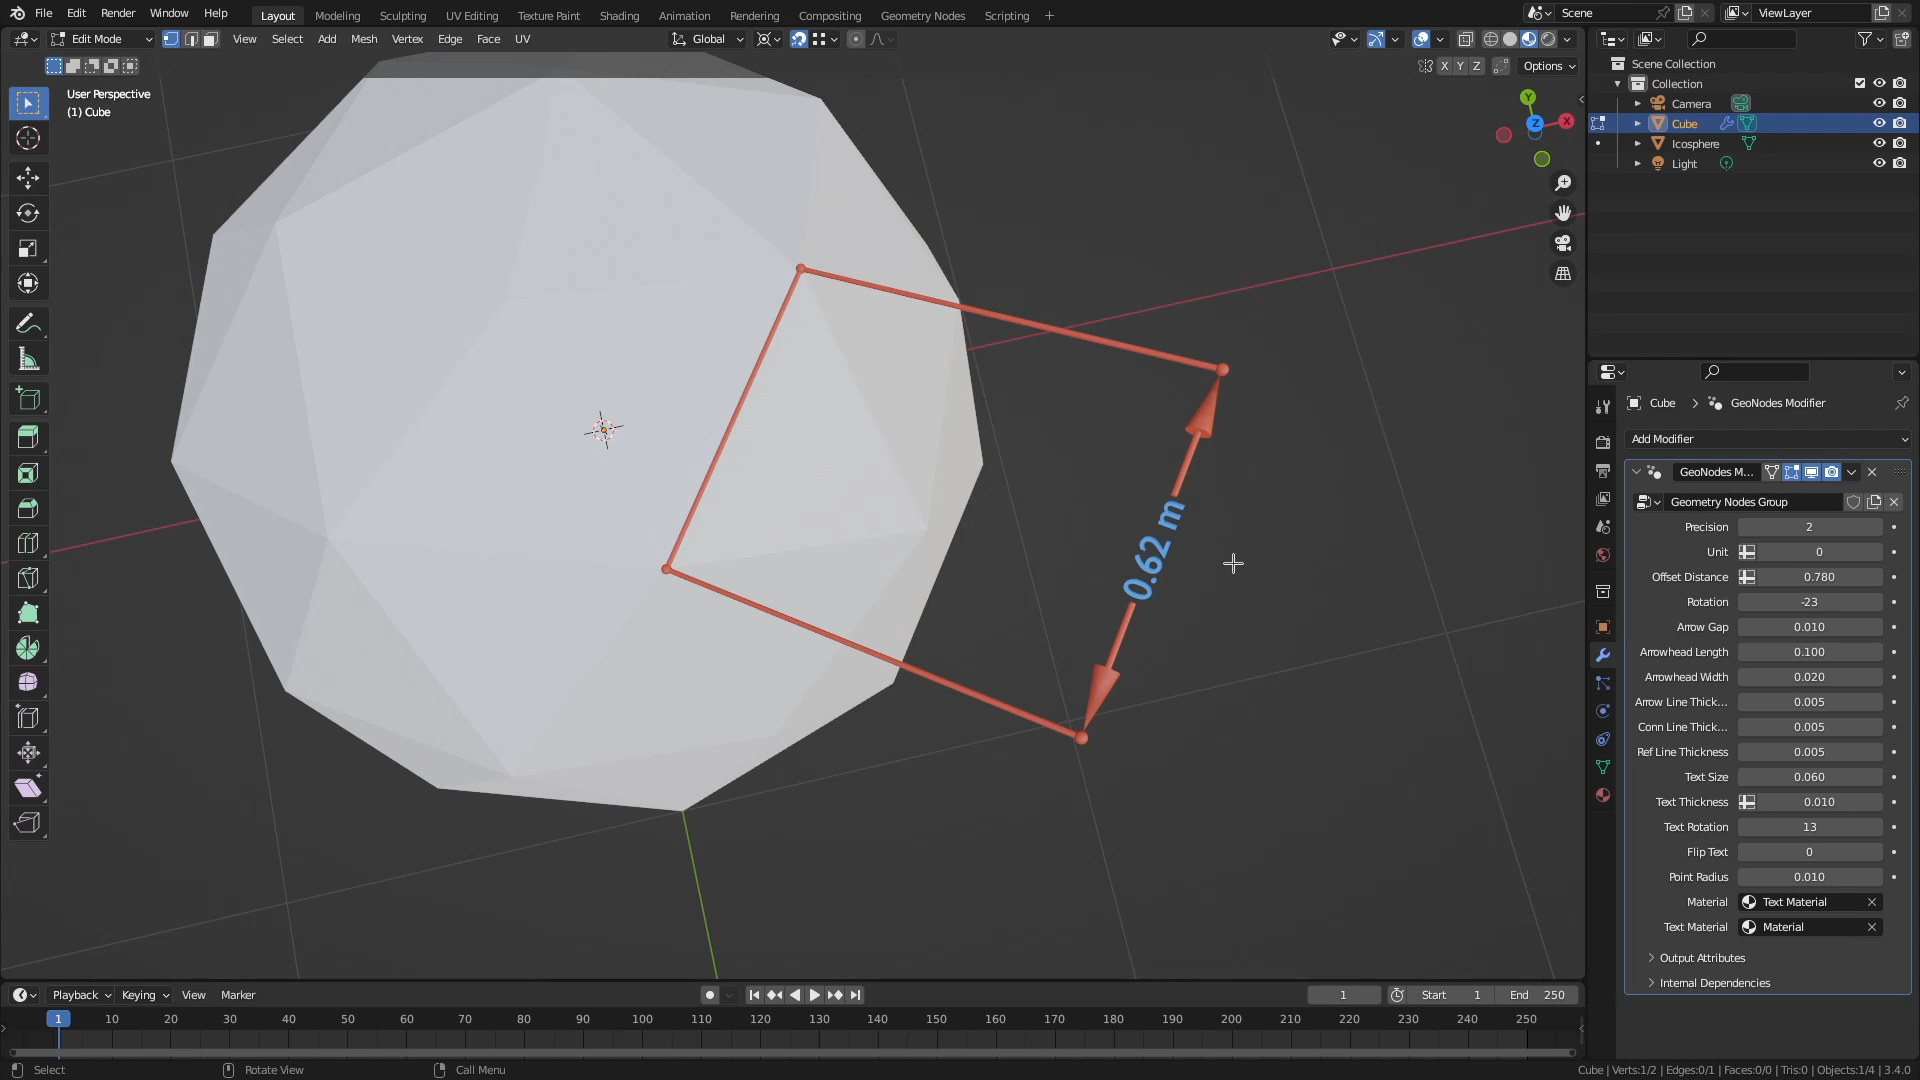 File Edit Render Window Help Layout Modeling Sculpting UV Editing Texture Paint Shading Animation Rendering Compositing Geometry Nodes Scripting + Scene ViewLayer
Edit Mode View Select Add Mesh Vertex Edge Face UV Global
X Y Z Options
User Perspective
(1) Cube
Y
X
Z
0.62 m
Scene Collection
Collection
Camera
Cube
Icosphere
Light
Cube > GeoNodes Modifier
Add Modifier
GeoNodes M...
Geometry Nodes Group
Precision 2
Unit 0
Offset Distance 0.780
Rotation -23
Arrow Gap 0.010
Arrowhead Length 0.100
Arrowhead Width 0.020
Arrow Line Thick... 0.005
Conn Line Thick... 0.005
Ref Line Thickness 0.005
Text Size 0.060
Text Thickness 0.010
Text Rotation 13
Flip Text 0
Point Radius 0.010
Material Text Material
Text Material Material
Output Attributes
Internal Dependencies
Playback Keying View Marker 1 Start 1 End 250
1 10 20 30 40 50 60 70 80 90 100 110 120 130 140 150 160 170 180 190 200 210 220 230 240 250
Select Rotate View Call Menu Cube | Verts:1/2 | Edges:0/1 | Faces:0/0 | Tris:0 | Objects:1/4 | 3.4.0